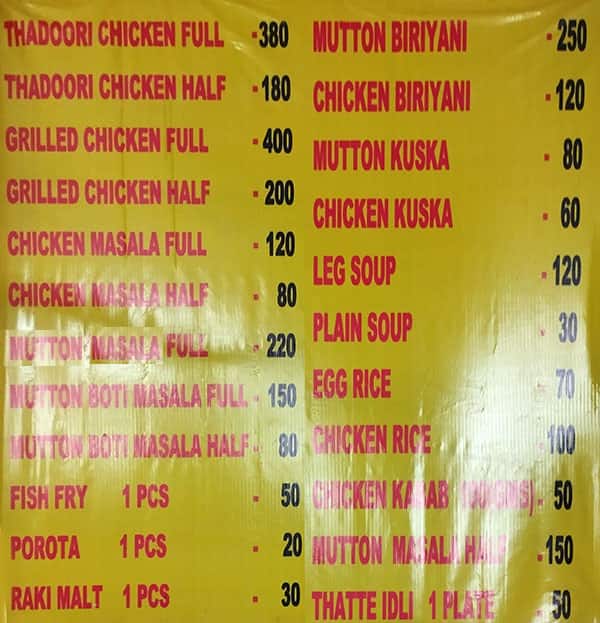 THADOORI CHICKEN FULL - 380
THADOORI CHICKEN HALF - 180
GRILLED CHICKEN FULL - 400
GRILLED CHICKEN HALF - 200
CHICKEN MASALA FULL - 120
CHICKEN MASALA HALF - 80
MUTTON MASALA FULL - 220
MUTTON BOTI MASALA FULL - 150
MUTTON BOTI MASALA HALF - 80
FISH FRY 1 PCS - 50
POROTA 1 PCS - 20
RAKI MALT 1 PCS - 30
MUTTON BIRIYANI - 250
CHICKEN BIRIYANI - 120
MUTTON KUSKA - 80
CHICKEN KUSKA - 60
LEG SOUP - 120
PLAIN SOUP - 30
EGG RICE - 70
CHICKEN RICE - 100
CHICKEN KABAB (100GMS) - 50
MUTTON MASALA HALF - 150
THATTE IDLI 1 PLATE - 50